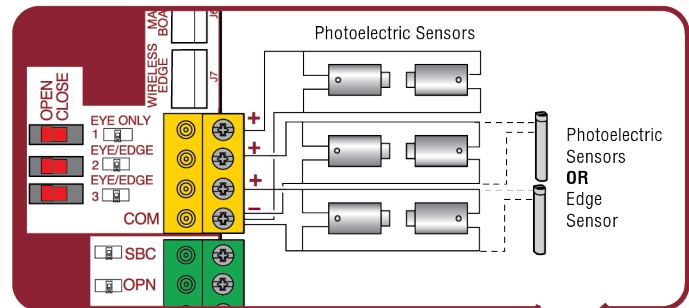 MA
BOA
J6
WIRELESS
EDGE
J7
OPEN
CLOSE
Photoelectric Sensors
EYE ONLY
1
EYE/EDGE
2
EYE/EDGE
3
COM
+
+
+
−
SBC
OPN
Photoelectric
Sensors
OR
Edge
Sensor